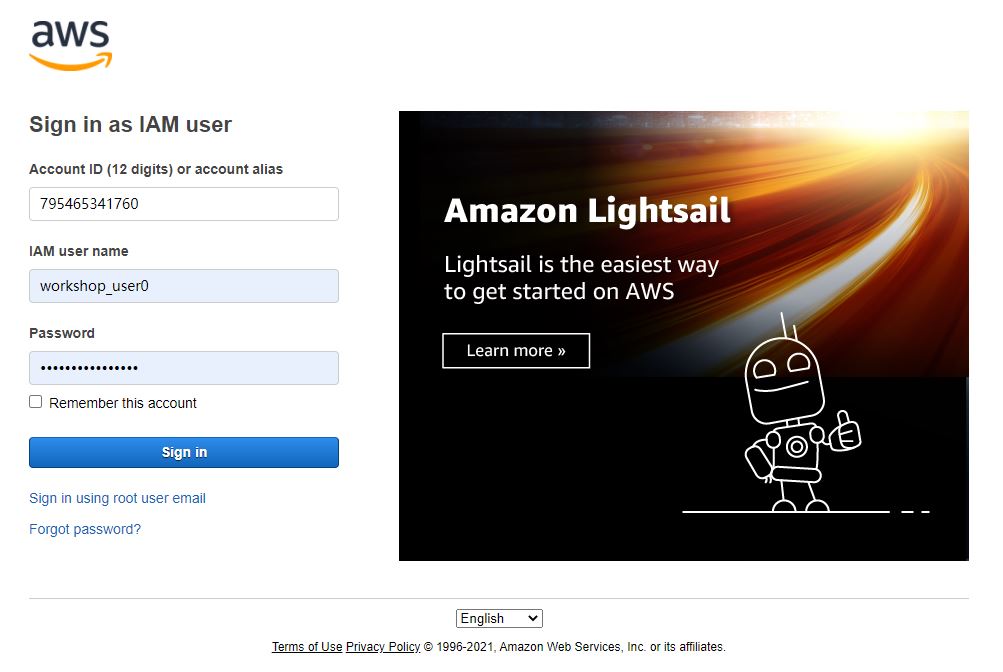 aws
Sign in as IAM user
Account ID (12 digits) or account alias
795465341760
IAM user name
workshop_user0
Password
••••••••••••••••
Remember this account
Sign in
Sign in using root user email
Forgot password?
Amazon Lightsail
Lightsail is the easiest way
to get started on AWS
Learn more »
English
Terms of Use Privacy Policy © 1996-2021, Amazon Web Services, Inc. or its affiliates.